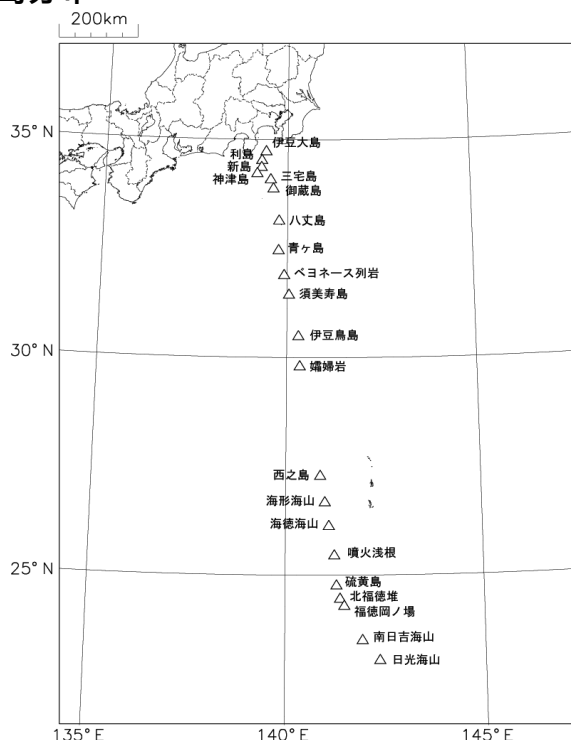 200km
35°N
伊豆大島
利島
新島
神津島
三宅島
御蔵島
八丈島
青ヶ島
ベヨネース列岩
須美寿島
伊豆鳥島
30°N
孀婦岩
西之島
海形海山
海徳海山
噴火浅根
25°N
硫黄島
北福徳堆
福徳岡ノ場
南日吉海山
日光海山
135°E
140°E
145°E